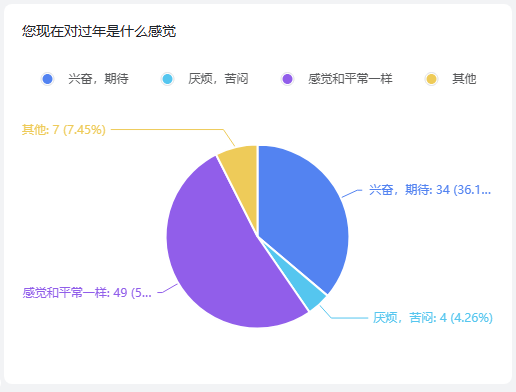 您现在对过年是什么感觉
兴奋，期待 厌烦，苦闷 感觉和平常一样 其他
其他: 7 (7.45%)
兴奋，期待: 34 (36.1...
感觉和平常一样: 49 (5...
厌烦，苦闷: 4 (4.26%)